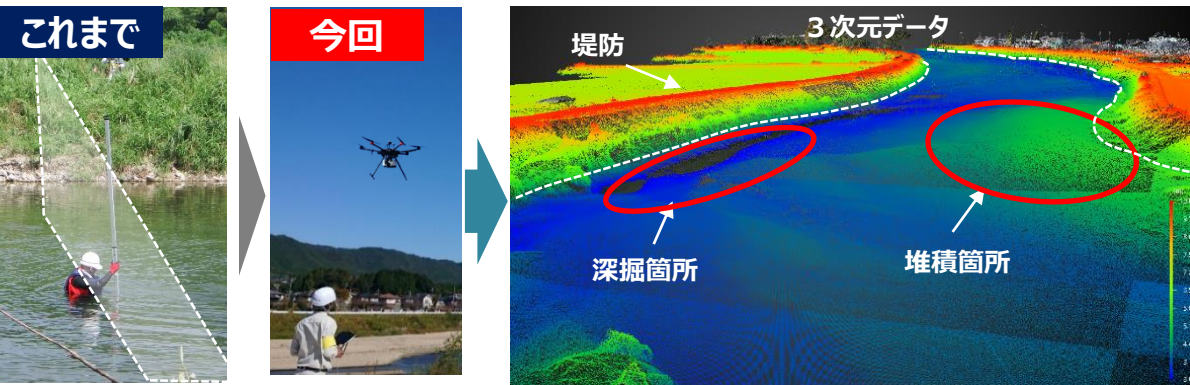 これまで
今回
３次元データ
堤防
深掘箇所
堆積箇所